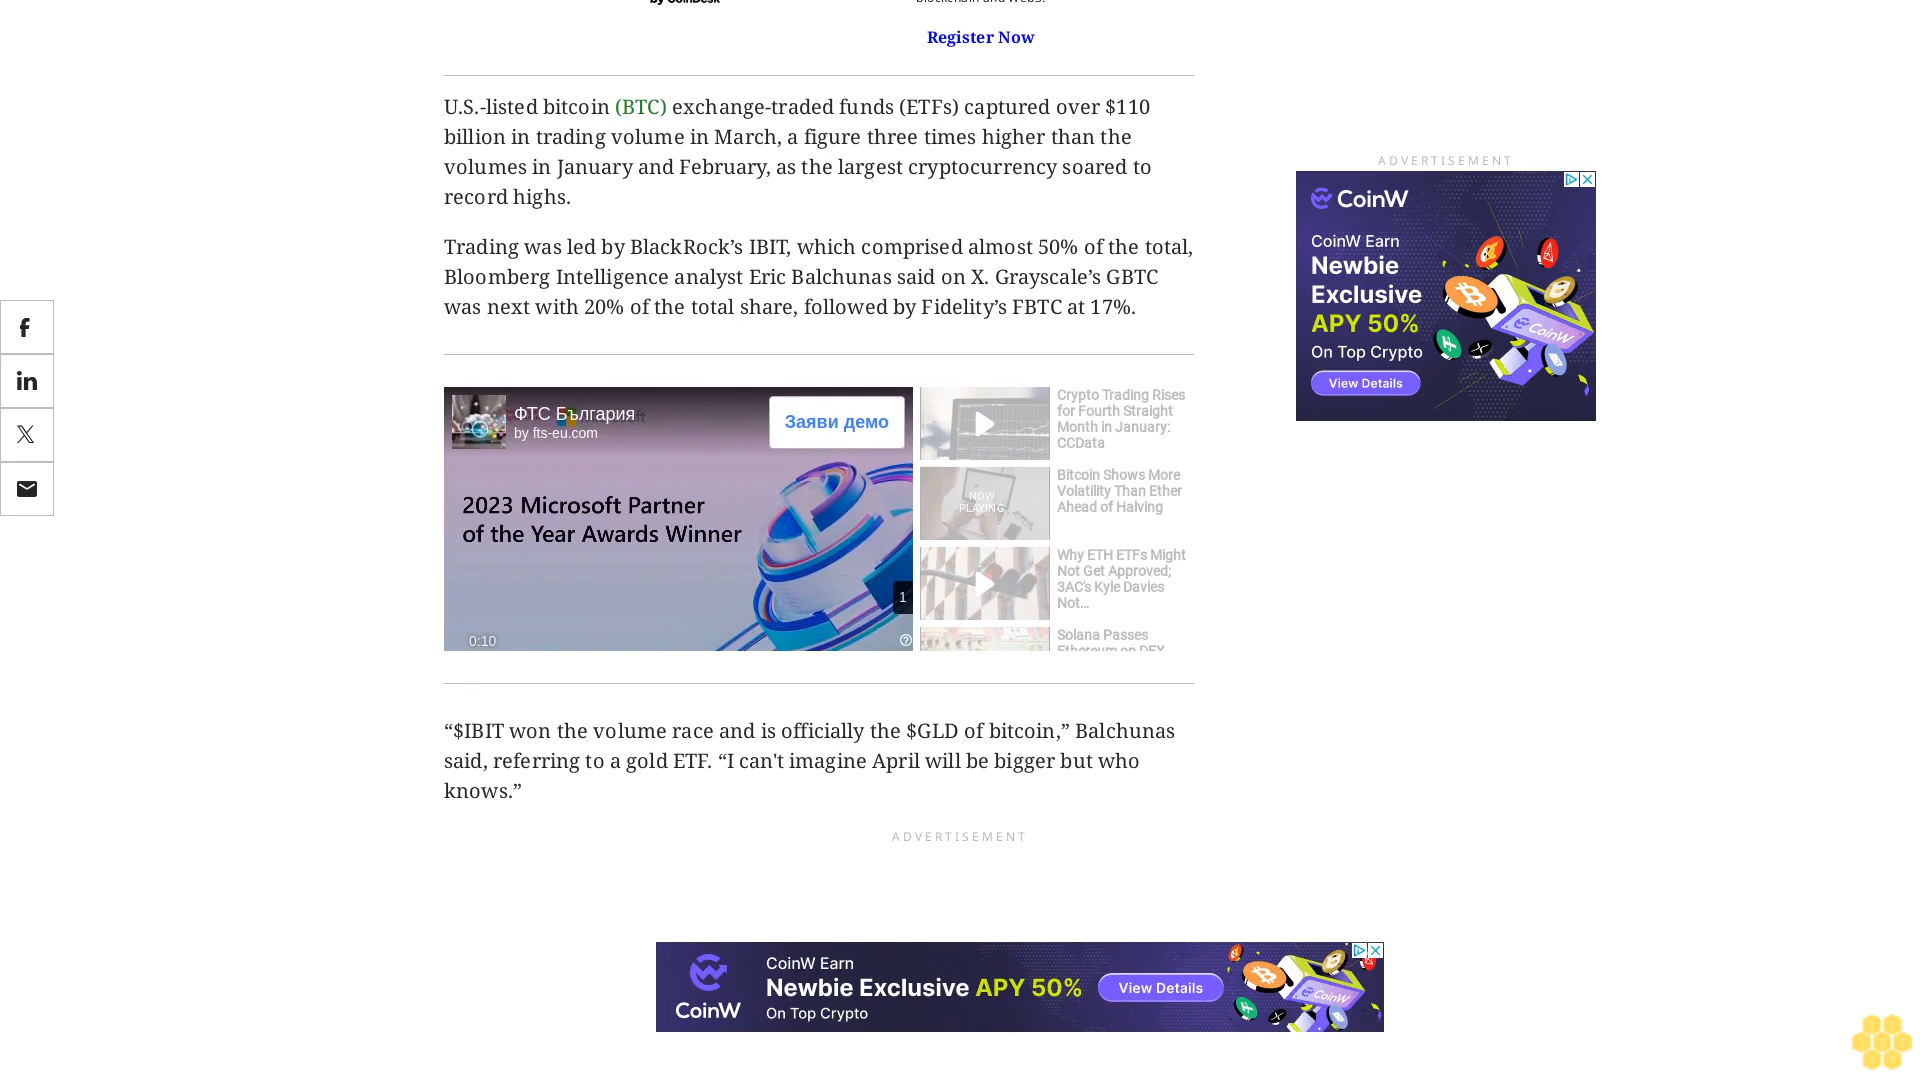 by CoinDesk
blockchain and Web3.
Register Now
U.S.-listed bitcoin (BTC) exchange-traded funds (ETFs) captured over $110
billion in trading volume in March, a figure three times higher than the
volumes in January and February, as the largest cryptocurrency soared to
record highs.
Trading was led by BlackRock’s IBIT, which comprised almost 50% of the total,
Bloomberg Intelligence analyst Eric Balchunas said on X. Grayscale’s GBTC
was next with 20% of the total share, followed by Fidelity’s FBTC at 17%.
ФТС България
by fts-eu.com
Заяви демо
2023 Microsoft Partner
of the Year Awards Winner
1
0:10
Crypto Trading Rises
for Fourth Straight
Month in January:
CCData
NOW
PLAYING
Bitcoin Shows More
Volatility Than Ether
Ahead of Halving
Why ETH ETFs Might
Not Get Approved;
3AC's Kyle Davies
Not...
Solana Passes
Ethereum on DEX
“$IBIT won the volume race and is officially the $GLD of bitcoin,” Balchunas
said, referring to a gold ETF. “I can't imagine April will be bigger but who
knows.”
ADVERTISEMENT
CoinW
CoinW Earn
Newbie
Exclusive
APY 50%
On Top Crypto
View Details
CoinW
ADVERTISEMENT
CoinW
CoinW Earn
Newbie Exclusive APY 50%
On Top Crypto
View Details
CoinW